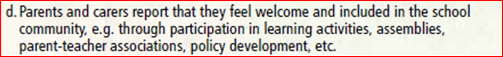 d. Parents and carers report that they feel welcome and included in the school
community, e.g. through participation in learning activities, assemblies,
parent-teacher associations, policy development, etc.